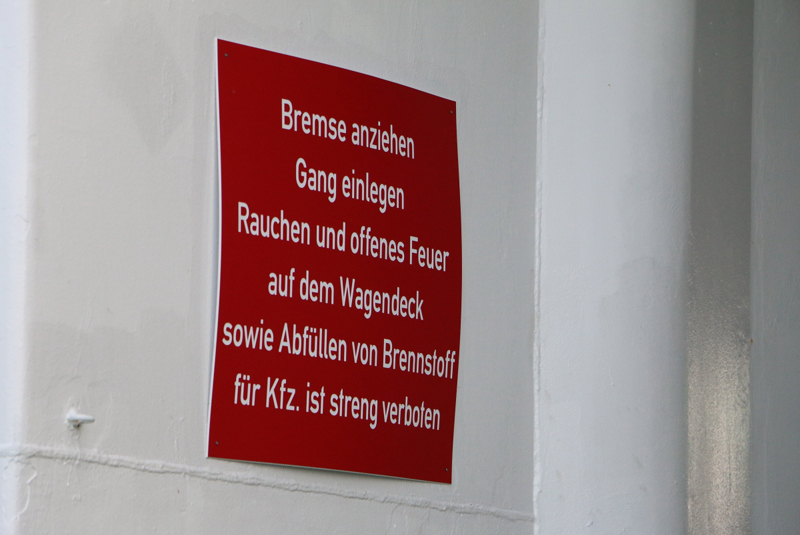 Bremse anziehen
Gang einlegen
Rauchen und offenes Feuer
auf dem Wagendeck
sowie Abfüllen von Brennstoff
für Kfz. ist streng verboten